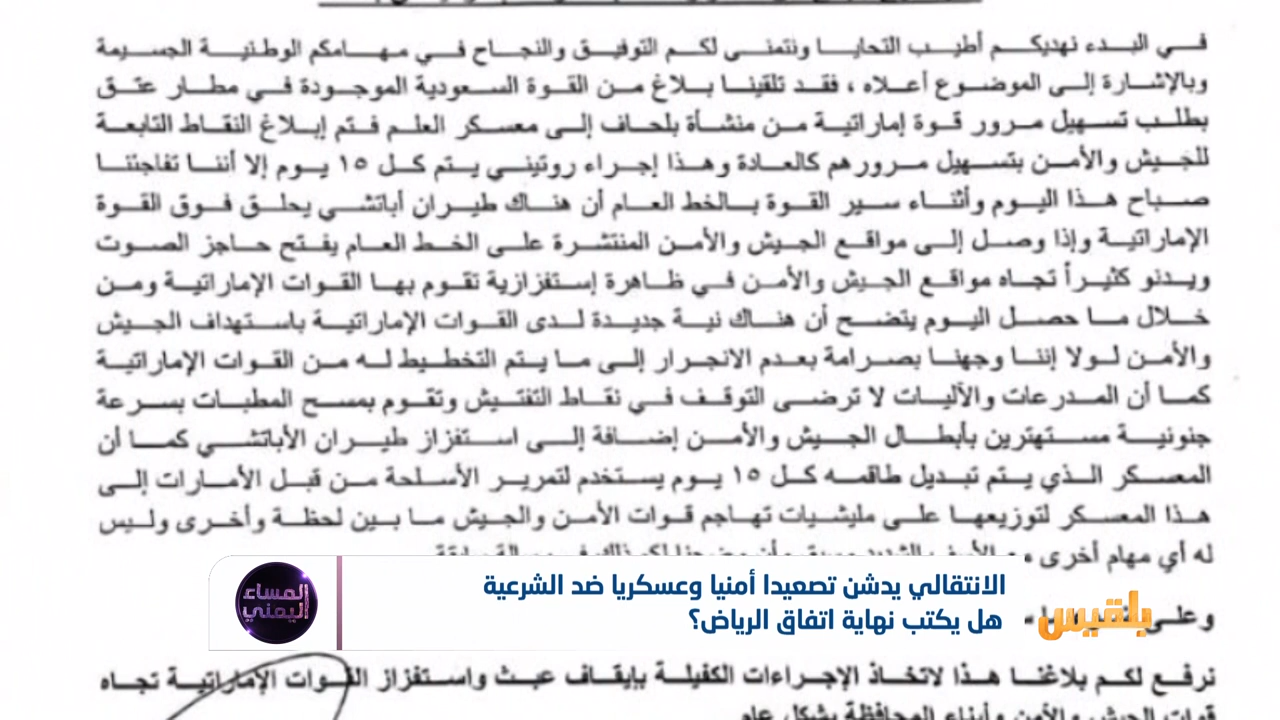 في البدء نهديكم أطيب التحايا ونتمنى لكم التوفيق والنجاح في مهامكم الوطنية الجسيمة
وبالإشارة إلى الموضوع أعلاه ، فقد تلقينا بلاغ من القوة السعودية الموجودة في مطار عتق
بطلب تسهيل مرور قوة إماراتية من منشأة بلحاف إلى معسكر العلم فتم إبلاغ النقاط التابعة
للجيش والأمن بتسهيل مرورهم كالعادة وهذا إجراء روتيني يتم كل ١٥ يوم إلا أننا تفاجئنا
صباح هذا اليوم وأثناء سير القوة بالخط العام أن هناك طيران أباتشي يحلق فوق القوة
الإماراتية وإذا وصل إلى مواقع الجيش والأمن المنتشرة على الخط العام يفتح حاجز الصوت
ويدنو كثيراً تجاه مواقع الجيش والأمن في ظاهرة إستفزازية تقوم بها القوات الإماراتية ومن
خلال ما حصل اليوم يتضح أن هناك نية جديدة لدى القوات الإماراتية باستهداف الجيش
والأمن لولا إننا وجهنا بصرامة بعدم الانجرار إلى ما يتم التخطيط له من القوات الإماراتية
كما أن المدرعات والآليات لا ترضى التوقف في نقاط التفتيش وتقوم بمسح المطبات بسرعة
جنونية مستهترين بأبطال الجيش والأمن إضافة إلى استفزاز طيران الأباتشي كما أن
المعسكر الذي يتم تبديل طاقمه كل ١٥ يوم يستخدم لتمرير الأسلحة من قبل الأمارات إلى
هذا المعسكر لتوزيعها على مليشيات تهاجم قوات الأمن والجيش ما بين لحظة وأخرى وليس
له أي مهام أخرى
المساء اليمني
الانتقالي يدشن تصعيدا أمنيا وعسكريا ضد الشرعية
هل يكتب نهاية اتفاق الرياض؟
بلقيس
وعلى
نرفع لكم بلاغنا هذا لاتخاذ الإجراءات الكفيلة بإيقاف عبث واستفزاز القوات الإماراتية تجاه
قوات الجيش والأمن وأبناء المحافظة بشكل عام